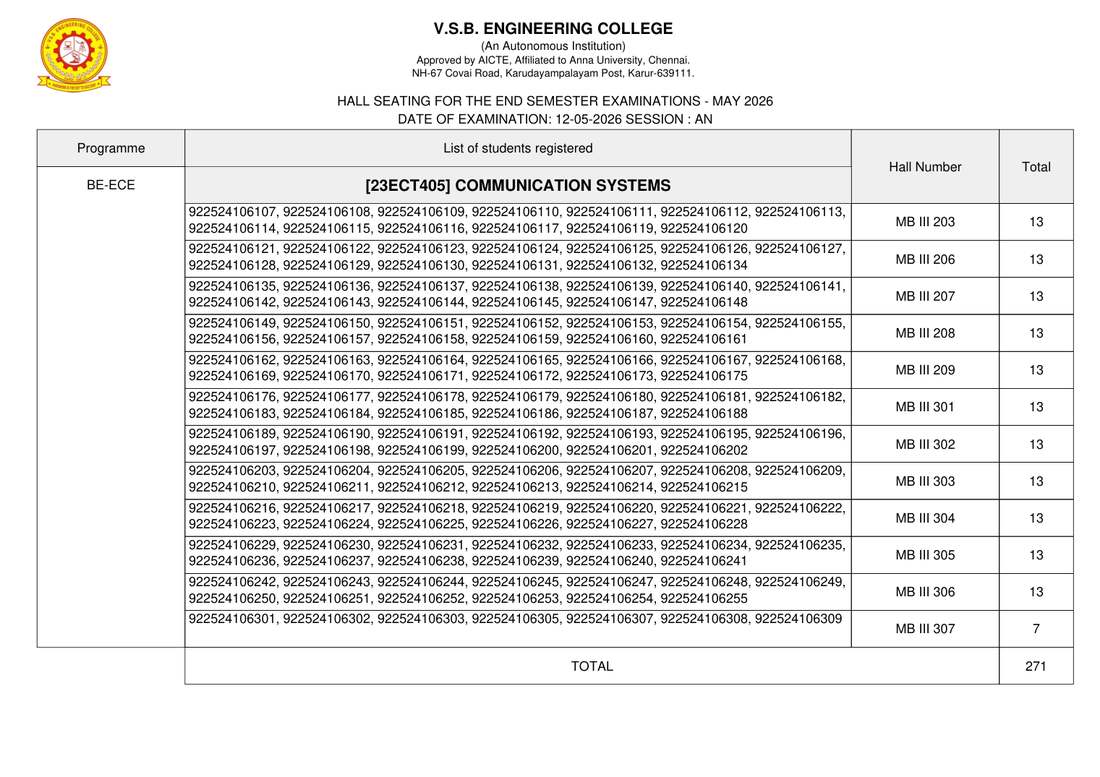 V.S.B. ENGINEERING COLLEGE
(An Autonomous Institution)
Approved by AICTE, Affiliated to Anna University, Chennai.
NH-67 Covai Road, Karudayampalayam Post, Karur-639111.
HALL SEATING FOR THE END SEMESTER EXAMINATIONS - MAY 2026
DATE OF EXAMINATION: 12-05-2026 SESSION : AN
Programme
List of students registered
Hall Number
Total
BE-ECE
[23ECT405] COMMUNICATION SYSTEMS
922524106107, 922524106108, 922524106109, 922524106110, 922524106111, 922524106112, 922524106113,
922524106114, 922524106115, 922524106116, 922524106117, 922524106119, 922524106120
MB III 203
13
922524106121, 922524106122, 922524106123, 922524106124, 922524106125, 922524106126, 922524106127,
922524106128, 922524106129, 922524106130, 922524106131, 922524106132, 922524106134
MB III 206
13
922524106135, 922524106136, 922524106137, 922524106138, 922524106139, 922524106140, 922524106141,
922524106142, 922524106143, 922524106144, 922524106145, 922524106147, 922524106148
MB III 207
13
922524106149, 922524106150, 922524106151, 922524106152, 922524106153, 922524106154, 922524106155,
922524106156, 922524106157, 922524106158, 922524106159, 922524106160, 922524106161
MB III 208
13
922524106162, 922524106163, 922524106164, 922524106165, 922524106166, 922524106167, 922524106168,
922524106169, 922524106170, 922524106171, 922524106172, 922524106173, 922524106175
MB III 209
13
922524106176, 922524106177, 922524106178, 922524106179, 922524106180, 922524106181, 922524106182,
922524106183, 922524106184, 922524106185, 922524106186, 922524106187, 922524106188
MB III 301
13
922524106189, 922524106190, 922524106191, 922524106192, 922524106193, 922524106195, 922524106196,
922524106197, 922524106198, 922524106199, 922524106200, 922524106201, 922524106202
MB III 302
13
922524106203, 922524106204, 922524106205, 922524106206, 922524106207, 922524106208, 922524106209,
922524106210, 922524106211, 922524106212, 922524106213, 922524106214, 922524106215
MB III 303
13
922524106216, 922524106217, 922524106218, 922524106219, 922524106220, 922524106221, 922524106222,
922524106223, 922524106224, 922524106225, 922524106226, 922524106227, 922524106228
MB III 304
13
922524106229, 922524106230, 922524106231, 922524106232, 922524106233, 922524106234, 922524106235,
922524106236, 922524106237, 922524106238, 922524106239, 922524106240, 922524106241
MB III 305
13
922524106242, 922524106243, 922524106244, 922524106245, 922524106247, 922524106248, 922524106249,
922524106250, 922524106251, 922524106252, 922524106253, 922524106254, 922524106255
MB III 306
13
922524106301, 922524106302, 922524106303, 922524106305, 922524106307, 922524106308, 922524106309
MB III 307
7
TOTAL
271